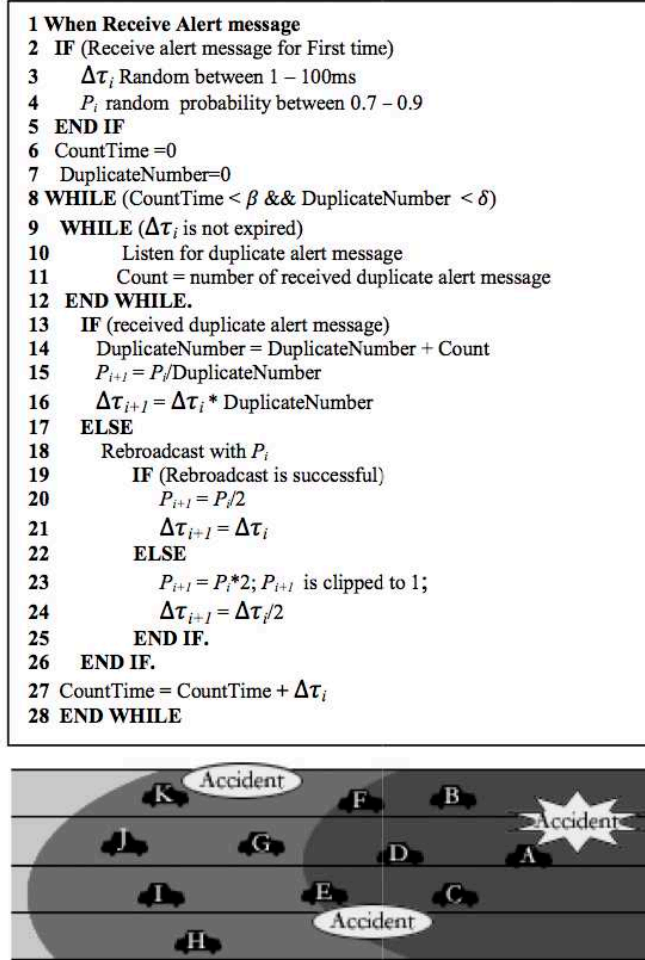 1 When Receive Alert message
2 IF (Receive alert message for First time)
3 Δτi Random between 1 – 100ms
4 Pi random probability between 0.7 – 0.9
5 END IF
6 CountTime =0
7 DuplicateNumber=0
8 WHILE (CountTime < β && DuplicateNumber < δ)
9 WHILE (Δτi is not expired)
10 Listen for duplicate alert message
11 Count = number of received duplicate alert message
12 END WHILE.
13 IF (received duplicate alert message)
14 DuplicateNumber = DuplicateNumber + Count
15 Pi+1 = Pi/DuplicateNumber
16 Δτi+1 = Δτi * DuplicateNumber
17 ELSE
18 Rebroadcast with Pi
19 IF (Rebroadcast is successful)
20 Pi+1 = Pi/2
21 Δτi+1 = Δτi
22 ELSE
23 Pi+1 = Pi*2; Pi+1 is clipped to 1;
24 Δτi+1 = Δτi/2
25 END IF.
26 END IF.
27 CountTime = CountTime + Δτi
28 END WHILE
K Accident F B
Accident
J G D A
I E C
Accident
H